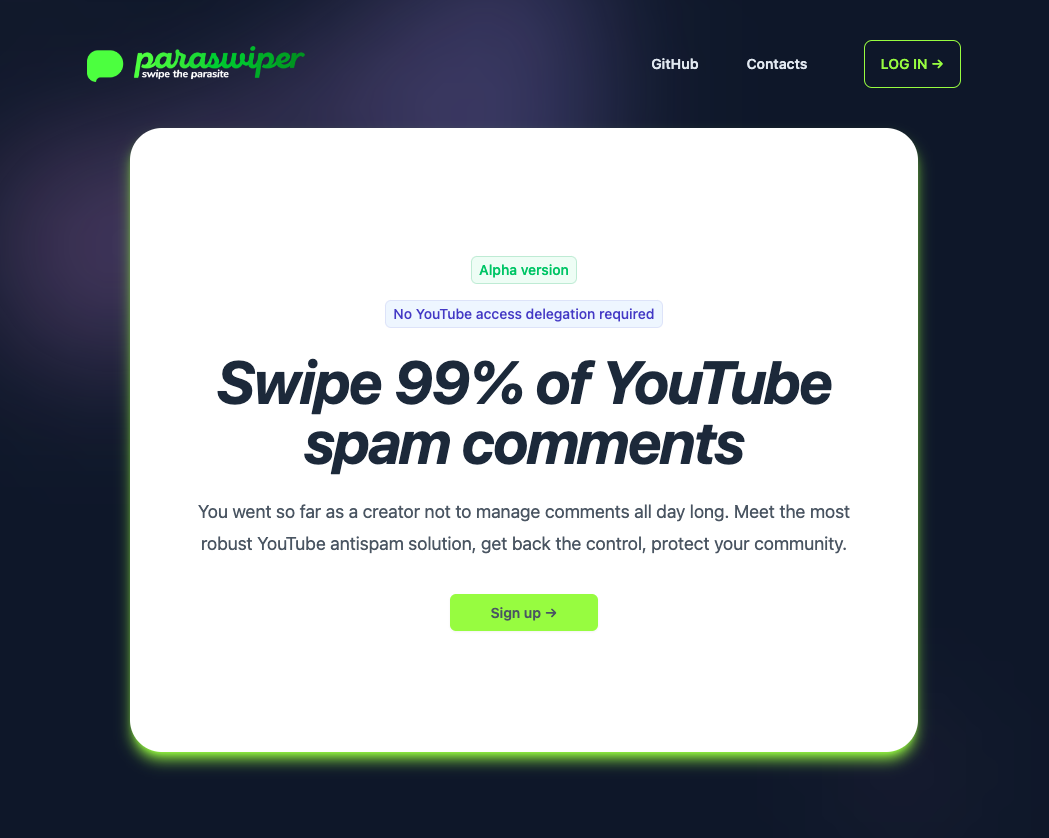 paraswiper
swipe the parasite
GitHub
Contacts
LOG IN →
Alpha version
No YouTube access delegation required
Swipe 99% of YouTube
spam comments
You went so far as a creator not to manage comments all day long. Meet the most
robust YouTube antispam solution, get back the control, protect your community.
Sign up →